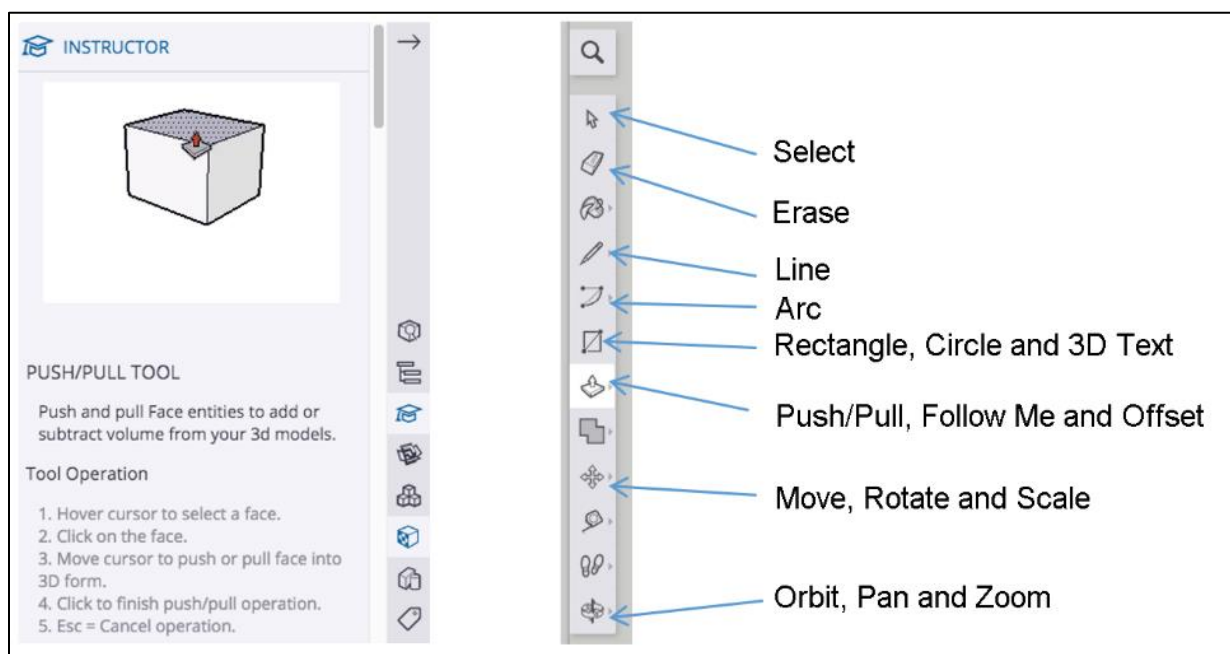 INSTRUCTOR
PUSH/PULL TOOL
Push and pull Face entities to add or
subtract volume from your 3d models.
Tool Operation
1. Hover cursor to select a face.
2. Click on the face.
3. Move cursor to push or pull face into
3D form.
4. Click to finish push/pull operation.
5. Esc = Cancel operation.
Select
Erase
Line
Arc
Rectangle, Circle and 3D Text
Push/Pull, Follow Me and Offset
Move, Rotate and Scale
Orbit, Pan and Zoom